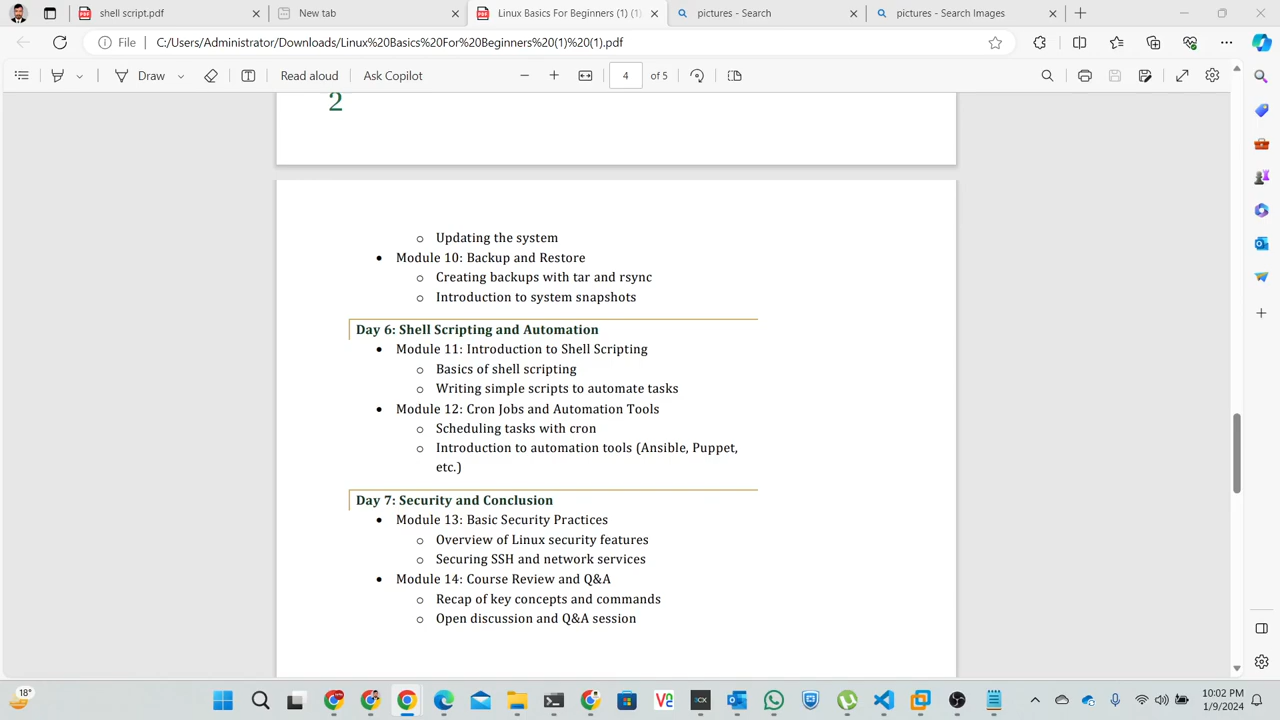 shell script.pdf
New tab
Linux Basics For Beginners (1) (1)
pictures - Search
pictures - Search Images
File
C:/Users/Administrator/Downloads/Linux%20Basics%20For%20Beginners%20(1)%20(1).pdf
Draw
Read aloud
Ask Copilot
4
of 5
2
o Updating the system
• Module 10: Backup and Restore
o Creating backups with tar and rsync
o Introduction to system snapshots
Day 6: Shell Scripting and Automation
• Module 11: Introduction to Shell Scripting
o Basics of shell scripting
o Writing simple scripts to automate tasks
• Module 12: Cron Jobs and Automation Tools
o Scheduling tasks with cron
o Introduction to automation tools (Ansible, Puppet,
etc.)
Day 7: Security and Conclusion
• Module 13: Basic Security Practices
o Overview of Linux security features
o Securing SSH and network services
• Module 14: Course Review and Q&A
o Recap of key concepts and commands
o Open discussion and Q&A session
18°
10:02 PM
1/9/2024